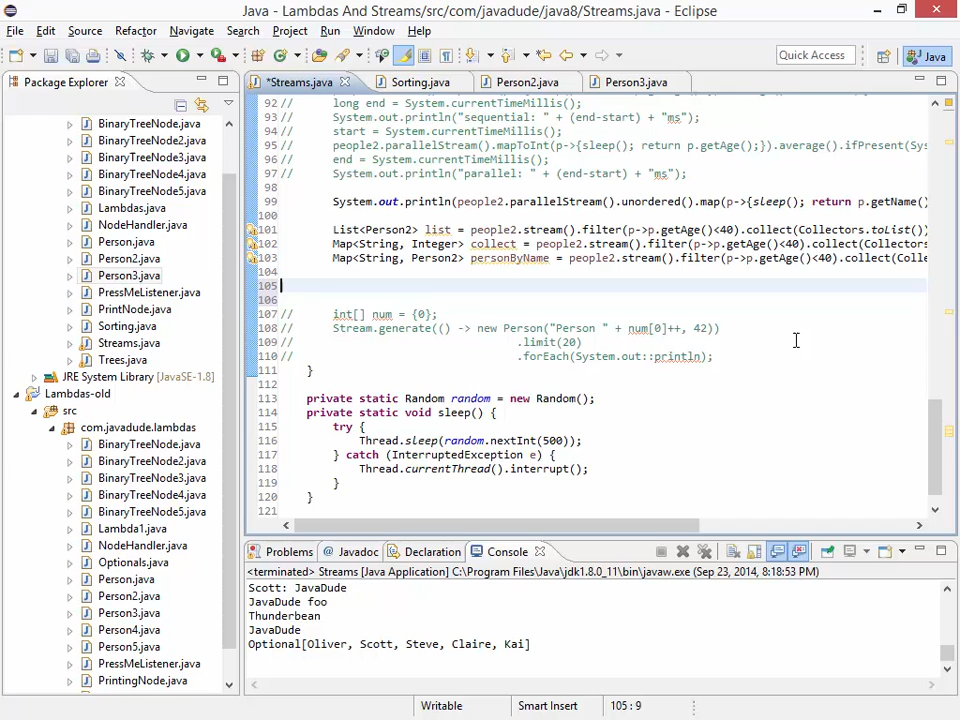 Java - Lambdas And Streams/src/com/javadude/java8/Streams.java - Eclipse
File Edit Source Refactor Navigate Search Project Run Window Help
Quick Access Java
Package Explorer
*Streams.java Sorting.java Person2.java Person3.java
BinaryTreeNode.java
BinaryTreeNode2.java
BinaryTreeNode3.java
BinaryTreeNode4.java
BinaryTreeNode5.java
Lambdas.java
NodeHandler.java
Person.java
Person2.java
Person3.java
PressMeListener.java
PrintNode.java
Sorting.java
Streams.java
Trees.java
JRE System Library [JavaSE-1.8]
Lambdas-old
src
com.javadude.lambdas
BinaryTreeNode.java
BinaryTreeNode2.java
BinaryTreeNode3.java
BinaryTreeNode4.java
BinaryTreeNode5.java
Lambda1.java
NodeHandler.java
Optionals.java
Person.java
Person2.java
Person3.java
Person4.java
Person5.java
PressMeListener.java
PrintingNode.java
92// long end = System.currentTimeMillis();
93// System.out.println("sequential: " + (end-start) + "ms");
94// start = System.currentTimeMillis();
95// people2.parallelStream().mapToInt(p->{sleep(); return p.getAge();}).average().ifPresent(Sys
96// end = System.currentTimeMillis();
97// System.out.println("parallel: " + (end-start) + "ms");
98
99 System.out.println(people2.parallelStream().unordered().map(p->{sleep(); return p.getName()
100
101 List<Person2> list = people2.stream().filter(p->p.getAge()<40).collect(Collectors.toList())
102 Map<String, Integer> collect = people2.stream().filter(p->p.getAge()<40).collect(Collectors
103 Map<String, Person2> personByName = people2.stream().filter(p->p.getAge()<40).collect(Colle
104
105
106
107// int[] num = {0};
108// Stream.generate(() -> new Person("Person " + num[0]++, 42))
109// .limit(20)
110// .forEach(System.out::println);
111 }
112
113 private static Random random = new Random();
114 private static void sleep() {
115 try {
116 Thread.sleep(random.nextInt(500));
117 } catch (InterruptedException e) {
118 Thread.currentThread().interrupt();
119 }
120 }
121
Problems Javadoc Declaration Console
<terminated> Streams [Java Application] C:\Program Files\Java\jdk1.8.0_11\bin\javaw.exe (Sep 23, 2014, 8:18:53 PM)
Scott: JavaDude
JavaDude foo
Thunderbean
JavaDude
Optional[Oliver, Scott, Steve, Claire, Kai]
Writable Smart Insert 105 : 9